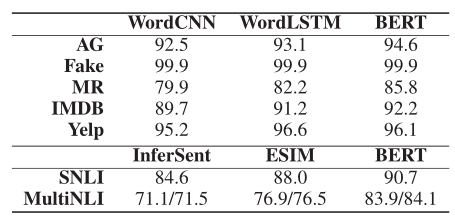 WordCNN WordLSTM BERT
AG 92.5 93.1 94.6
Fake 99.9 99.9 99.9
MR 79.9 82.2 85.8
IMDB 89.7 91.2 92.2
Yelp 95.2 96.6 96.1
InferSent ESIM BERT
SNLI 84.6 88.0 90.7
MultiNLI 71.1/71.5 76.9/76.5 83.9/84.1